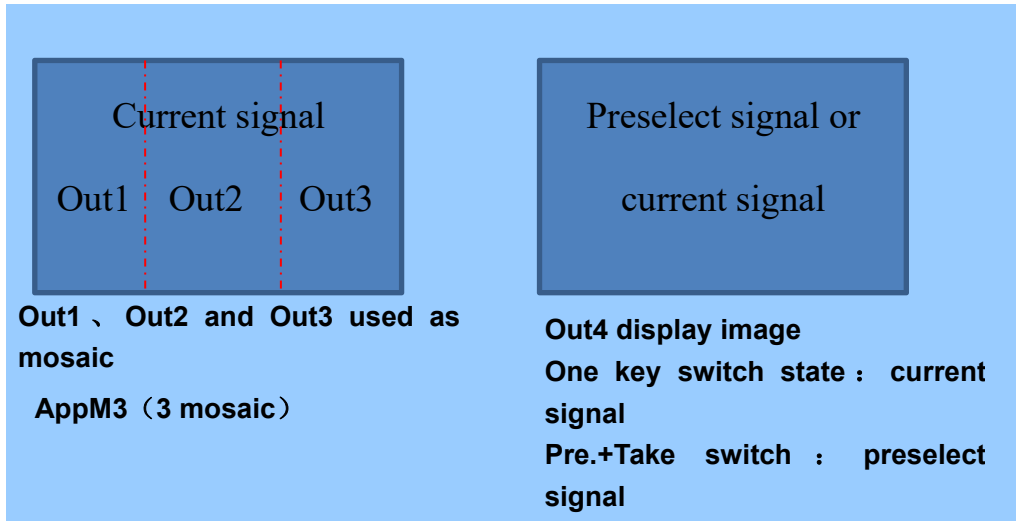 Current signal
Out1 Out2 Out3
Out1 、 Out2 and Out3 used as
mosaic
AppM3（3 mosaic）
Preselect signal or
current signal
Out4 display image
One key switch state： current
signal
Pre.+Take switch ： preselect
signal